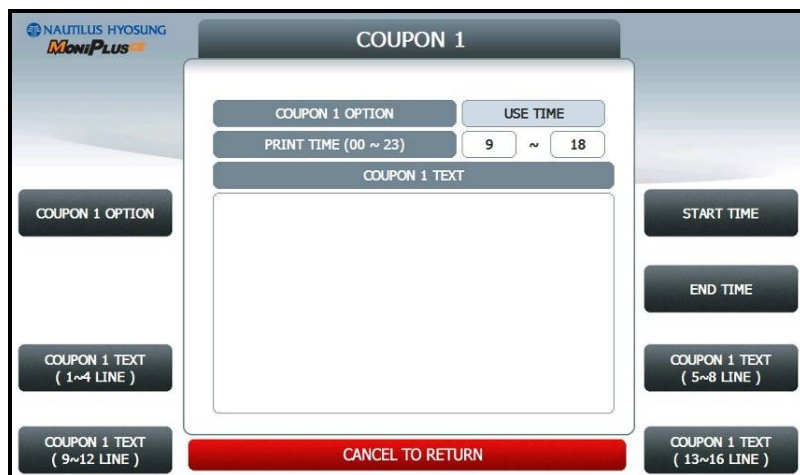 NAUTILUS HYOSUNG
MONiPLUS CE
COUPON 1
COUPON 1 OPTION
USE TIME
PRINT TIME (00 ~ 23)
9 ~ 18
COUPON 1 TEXT
COUPON 1 OPTION
START TIME
END TIME
COUPON 1 TEXT
( 1~4 LINE )
COUPON 1 TEXT
( 5~8 LINE )
COUPON 1 TEXT
( 9~12 LINE )
CANCEL TO RETURN
COUPON 1 TEXT
( 13~16 LINE )